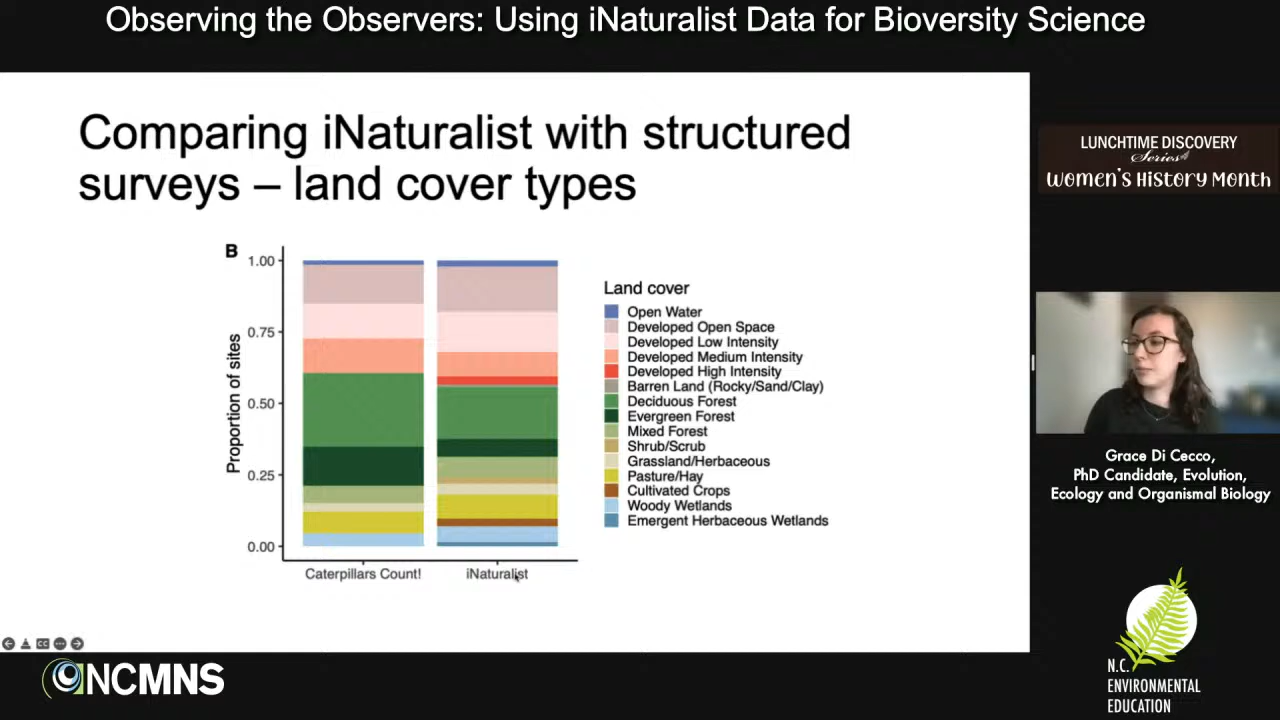 Observing the Observers: Using iNaturalist Data for Bioversity Science
Comparing iNaturalist with structured
surveys – land cover types
B
1.00
0.75
0.50
0.25
0.00
Proportion of sites
Caterpillars Count!
iNaturalist
Land cover
Open Water
Developed Open Space
Developed Low Intensity
Developed Medium Intensity
Developed High Intensity
Barren Land (Rocky/Sand/Clay)
Deciduous Forest
Evergreen Forest
Mixed Forest
Shrub/Scrub
Grassland/Herbaceous
Pasture/Hay
Cultivated Crops
Woody Wetlands
Emergent Herbaceous Wetlands
LUNCHTIME DISCOVERY
Series
Women's History Month
Grace Di Cecco,
PhD Candidate, Evolution,
Ecology and Organismal Biology
CC
NCMNS
N.C.
ENVIRONMENTAL
EDUCATION